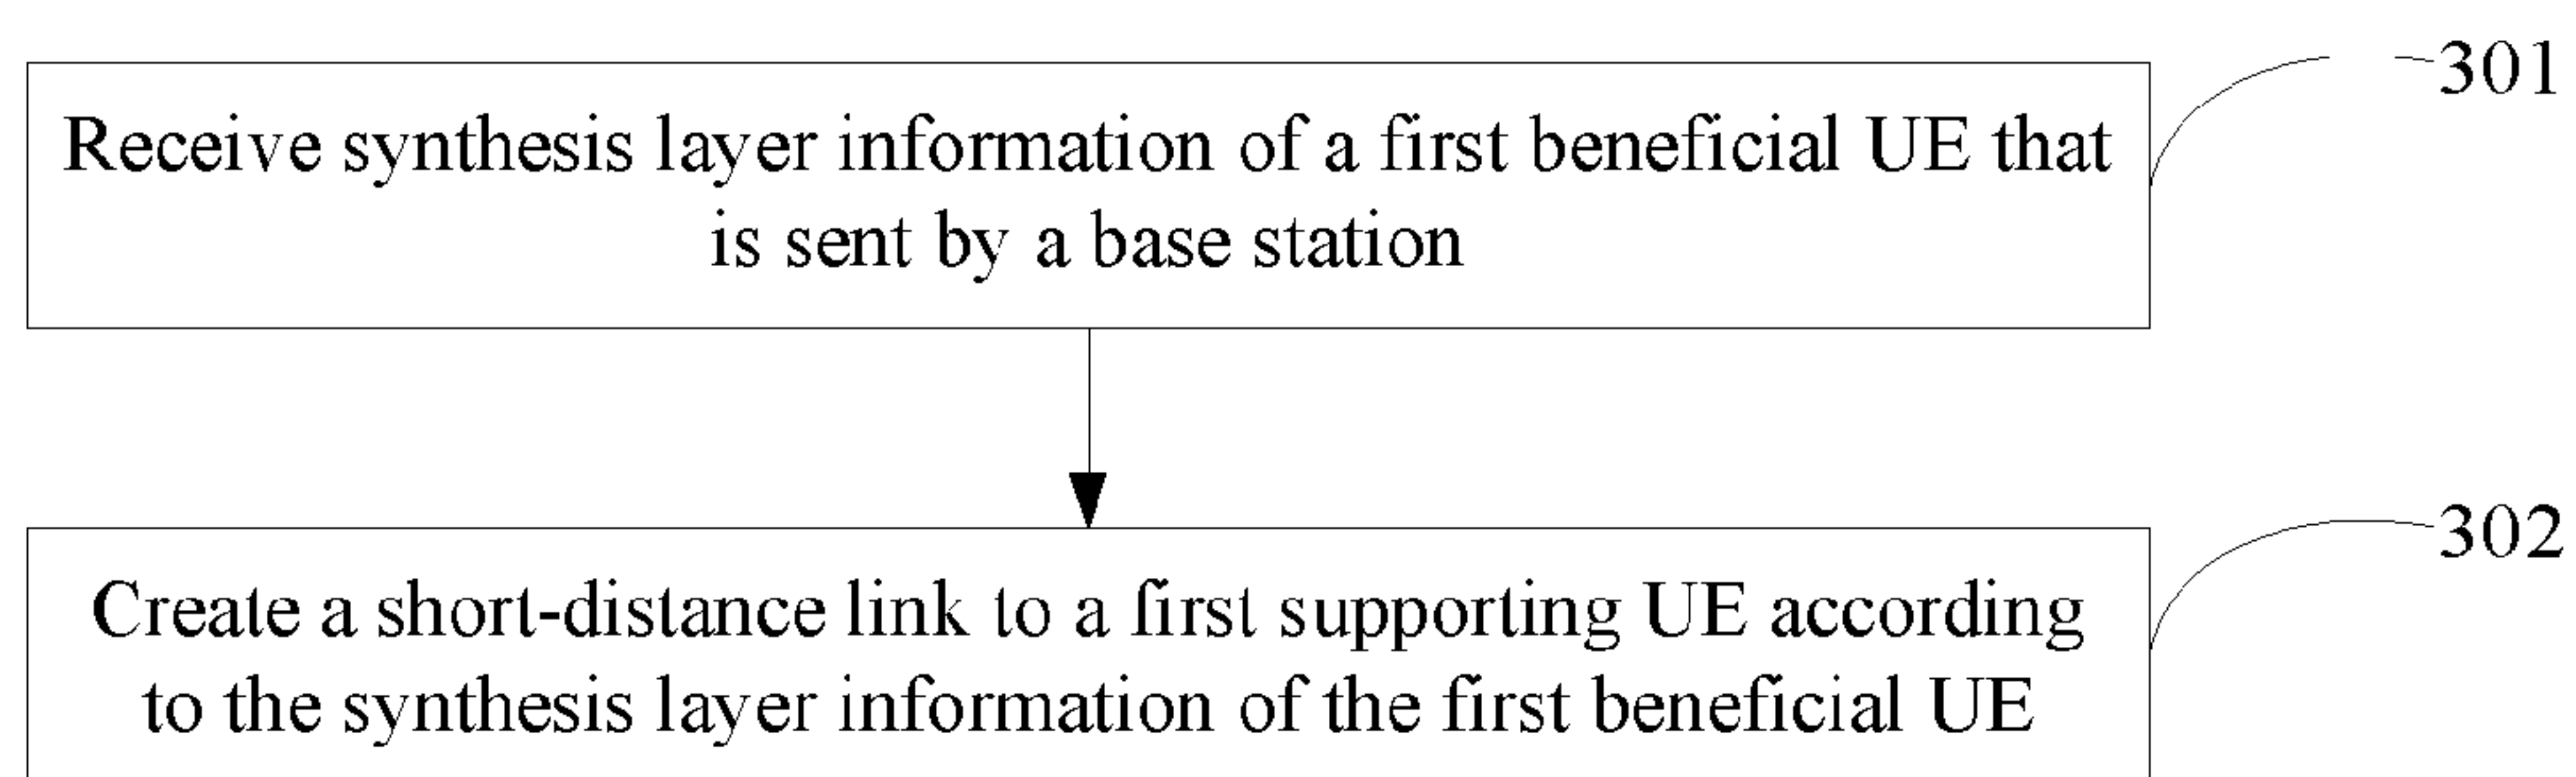 301
Receive synthesis layer information of a first beneficial UE that
is sent by a base station
302
Create a short-distance link to a first supporting UE according
to the synthesis layer information of the first beneficial UE